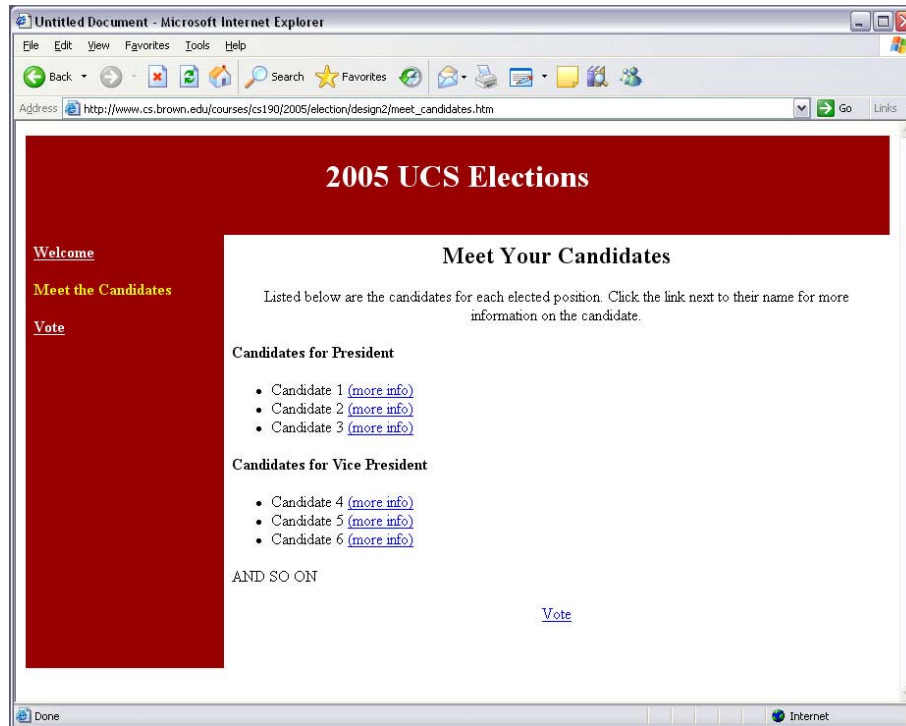 Untitled Document - Microsoft Internet Explorer
File Edit View Favorites Tools Help
Back Search Favorites
Address http://www.cs.brown.edu/courses/cs190/2005/election/design2/meet_candidates.htm Go Links
2005 UCS Elections
Welcome
Meet the Candidates
Vote
Meet Your Candidates
Listed below are the candidates for each elected position. Click the link next to their name for more
information on the candidate.
Candidates for President
• Candidate 1 (more info)
• Candidate 2 (more info)
• Candidate 3 (more info)
Candidates for Vice President
• Candidate 4 (more info)
• Candidate 5 (more info)
• Candidate 6 (more info)
AND SO ON
Vote
Done Internet